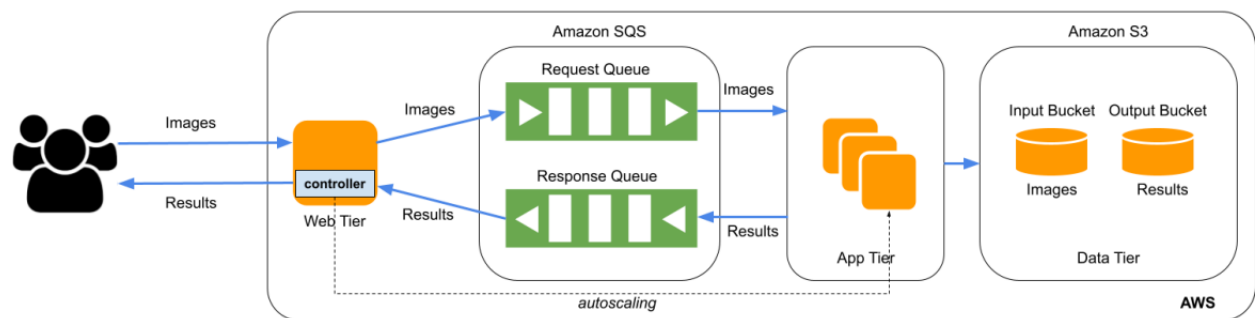 Amazon SQS
Amazon S3
Request Queue
Images
Images
Images
Input Bucket
Output Bucket
controller
Response Queue
Images
Results
Results
Web Tier
Results
Results
App Tier
Data Tier
autoscaling
AWS